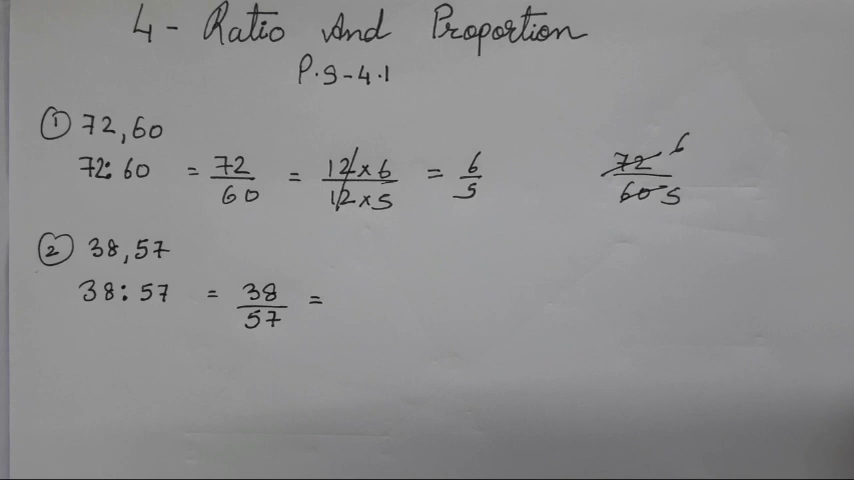 4 - Ratio And Proportion
P.S-4.1
① 72,60
72:60 = 72/60 = 12×6/12×5 = 6/5 72/60 6 5
② 38,57
38:57 = 38/57 =